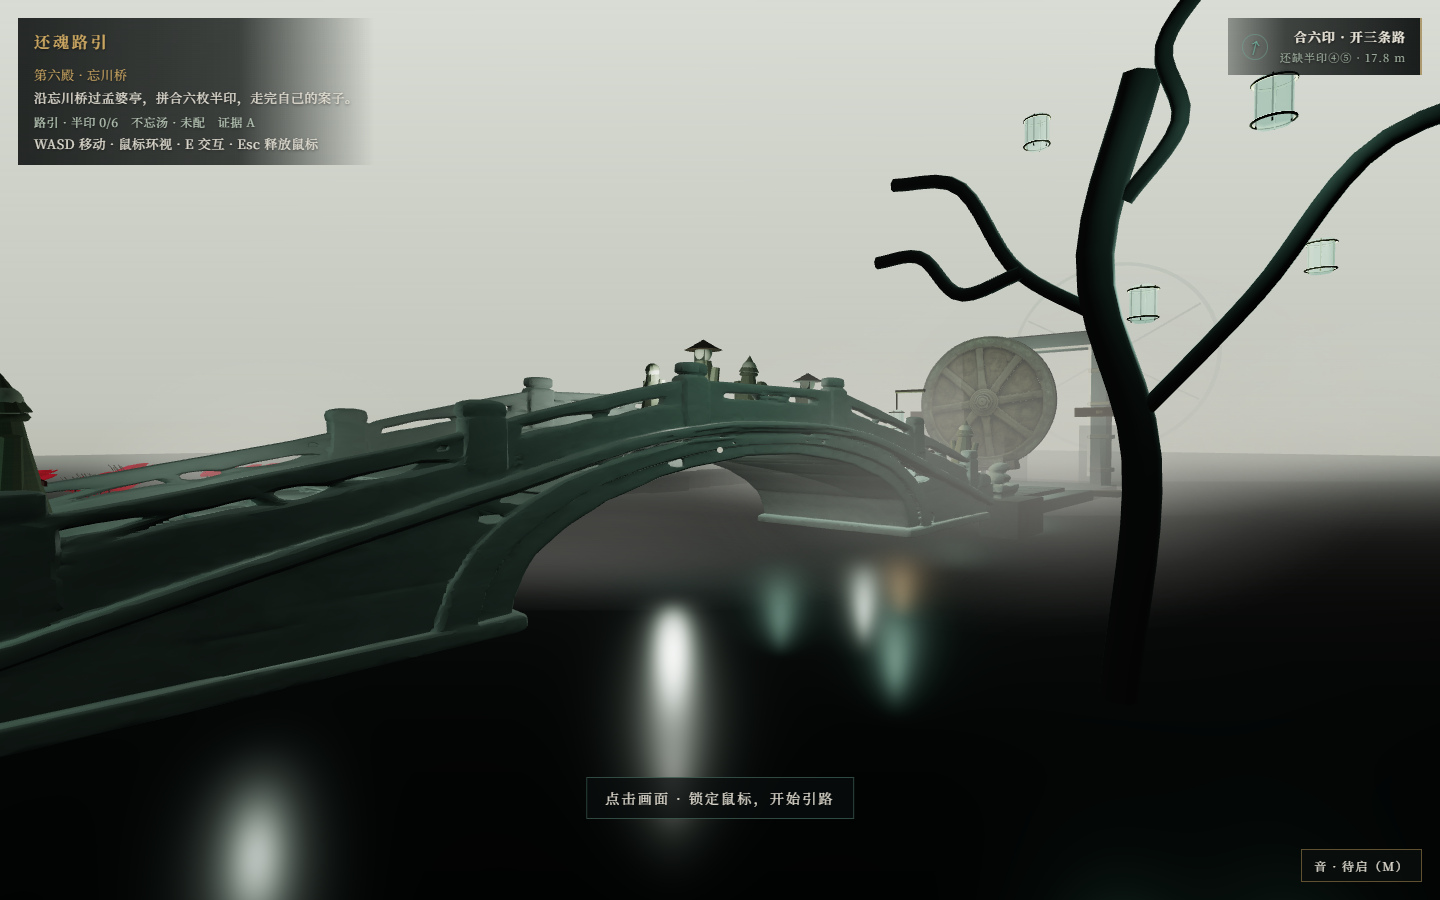 还魂路引
第六殿 · 忘川桥
沿忘川桥过孟婆亭，拼合六枚半印，走完自己的案子。
路引 · 半印 0/6 不忘汤 · 未配 证据 A
WASD 移动 · 鼠标环视 · E 交互 · Esc 释放鼠标
合六印 · 开三条路
还缺半印④⑤ · 17.8 m
点击画面 · 锁定鼠标，开始引路
音 · 待启（M）